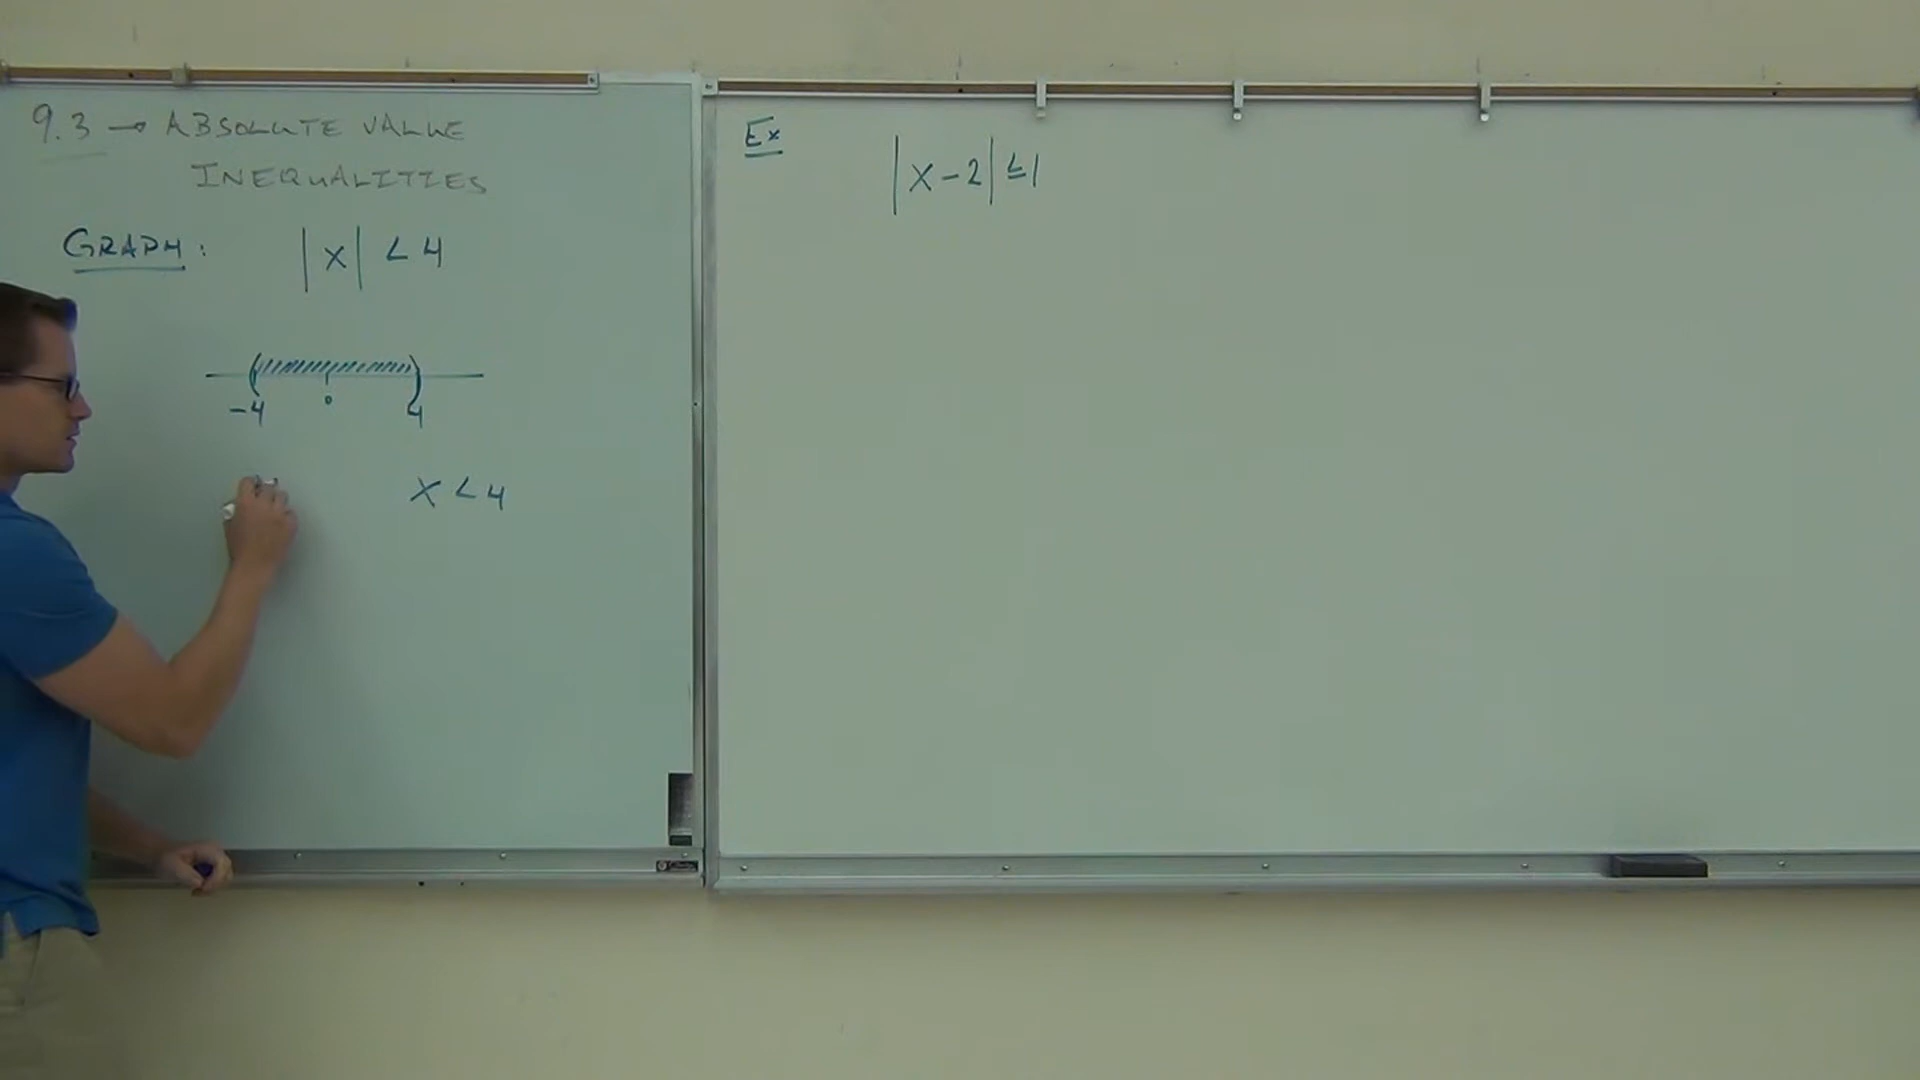 9.3 → ABSOLUTE VALUE
INEQUALITIES
GRAPH: |x| < 4
-4 0 4
x < 4
Ex |x-2| ≤ 1